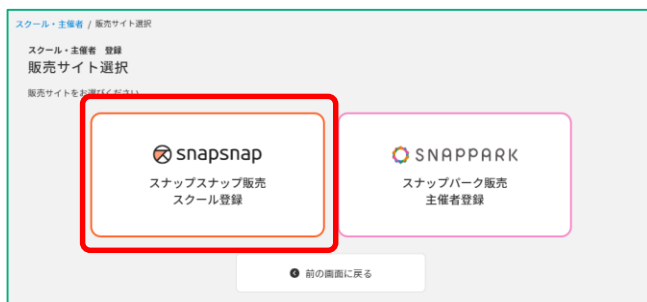 スクール・主催者 / 販売サイト選択
スクール・主催者 登録
販売サイト選択
販売サイトをお選びください
snapsnap
スナップスナップ販売
スクール登録
SNAPPARK
スナップパーク販売
主催者登録
前の画面に戻る